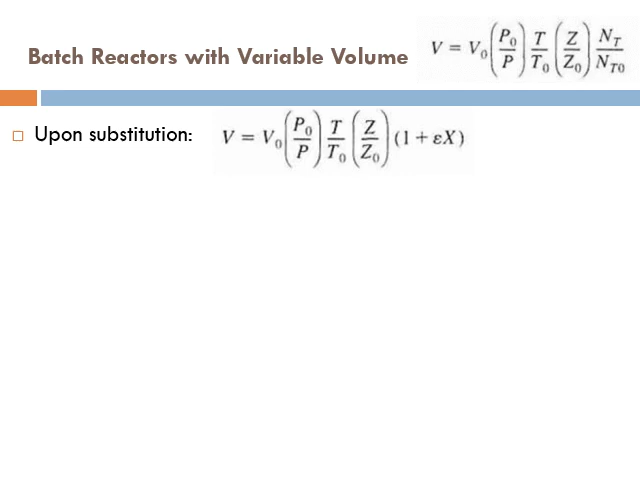 Batch Reactors with Variable Volume
V = V₀(P₀/P) T/T₀ (Z/Z₀) N_T/N_T0
Upon substitution:
V = V₀(P₀/P) T/T₀ (Z/Z₀) (1 + εX)